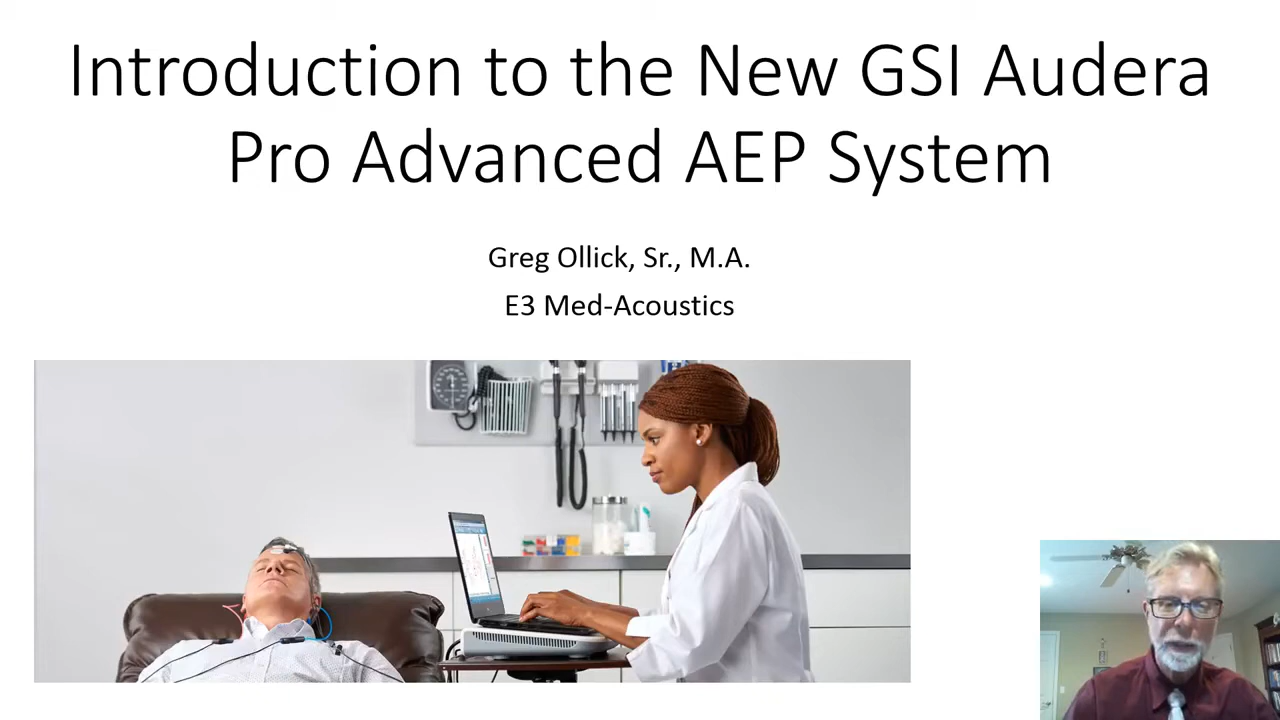 Introduction to the New GSI Audera
Pro Advanced AEP System
Greg Ollick, Sr., M.A.
E3 Med-Acoustics